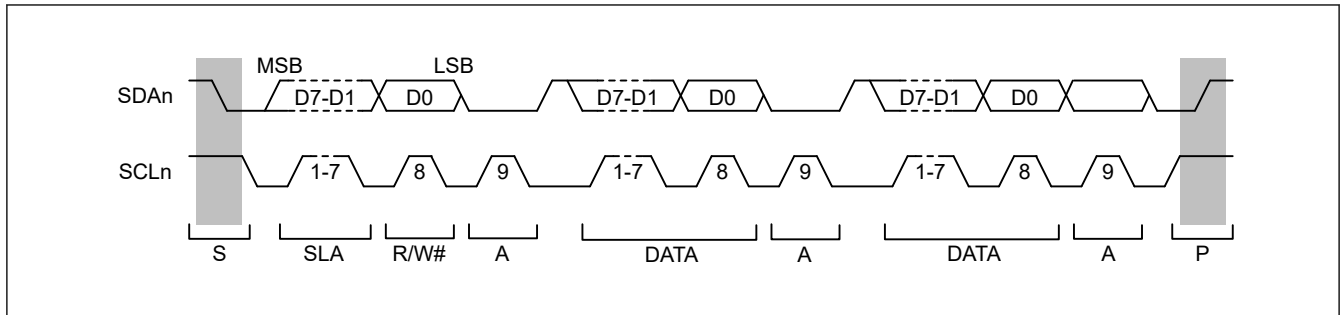 MSB LSB
SDAn D7-D1 D0 D7-D1 D0 D7-D1 D0
SCLn 1-7 8 9 1-7 8 9 1-7 8 9
S SLA R/W# A DATA A DATA A P